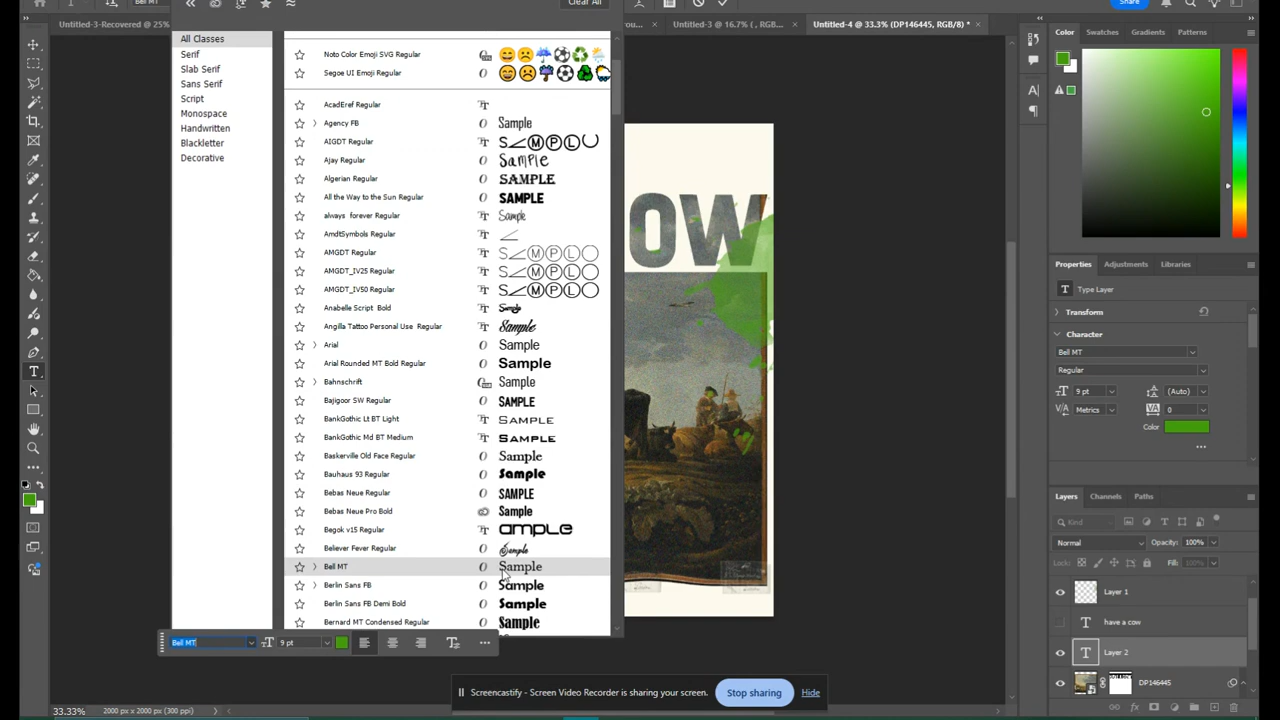 Bell MT
Clear All
Share
Untitled-3-Recovered @ 25%
Untitled-3 @ 16.7% ( , RGB...
Untitled-4 @ 33.3% (DP146445, RGB/8) *
All Classes
Serif
Slab Serif
Sans Serif
Script
Monospace
Handwritten
Blackletter
Decorative
Noto Color Emoji SVG Regular
Segoe UI Emoji Regular
AcadEref Regular
Agency FB Sample
AIGDT Regular
Ajay Regular Sample
Algerian Regular SAMPLE
All the Way to the Sun Regular SAMPLE
always forever Regular Sample
AmdtSymbols Regular
AMGDT Regular
AMGDT_IV25 Regular
AMGDT_IV50 Regular
Anabelle Script Bold Sample
Angilla Tattoo Personal Use Regular Sample
Arial Sample
Arial Rounded MT Bold Regular Sample
Bahnschrift Sample
Bajigoor SW Regular SAMPLE
BankGothic Lt BT Light SAMPLE
BankGothic Md BT Medium SAMPLE
Baskerville Old Face Regular Sample
Bauhaus 93 Regular Sample
Bebas Neue Regular SAMPLE
Bebas Neue Pro Bold Sample
Begok v15 Regular ample
Believer Fever Regular Sample
Bell MT Sample
Berlin Sans FB Sample
Berlin Sans FB Demi Bold Sample
Bernard MT Condensed Regular Sample
Bell MT 9 pt
OW
Color Swatches Gradients Patterns
Properties Adjustments Libraries
Type Layer
Transform
Character
Bell MT
Regular
9 pt (Auto)
Metrics 0
Color
Layers Channels Paths
Kind
Normal Opacity: 100%
Lock: Fill: 100%
Layer 1
have a cow
Layer 2
DP146445
Screencastify - Screen Video Recorder is sharing your screen. Stop sharing Hide
33.33% 2000 px x 2000 px (300 ppi)